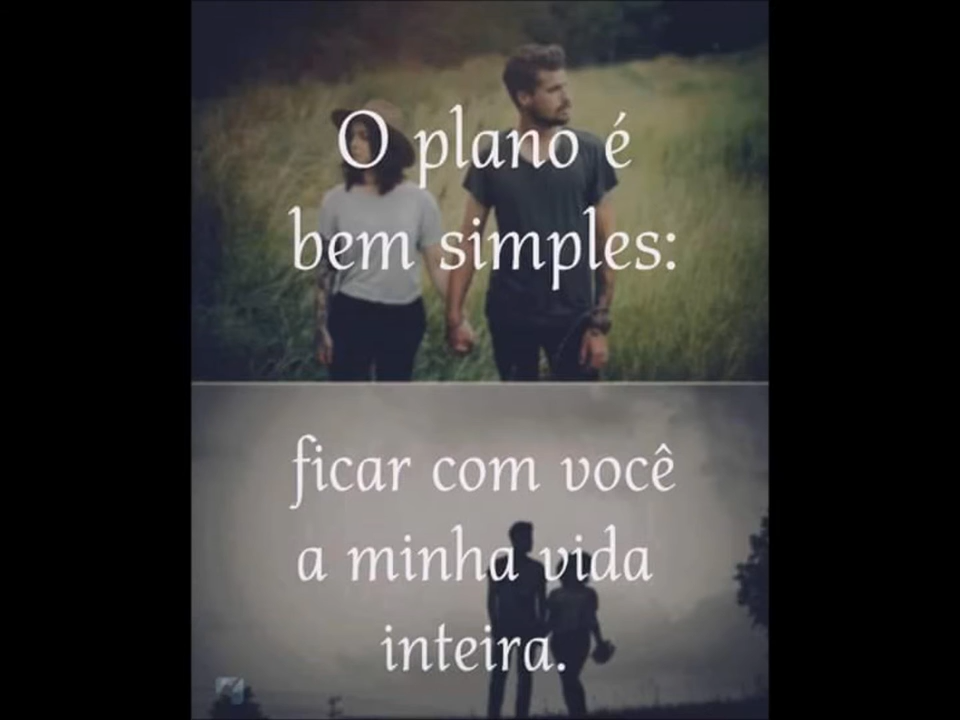 O plano é
bem simples:
ficar com você
a minha vida
inteira.